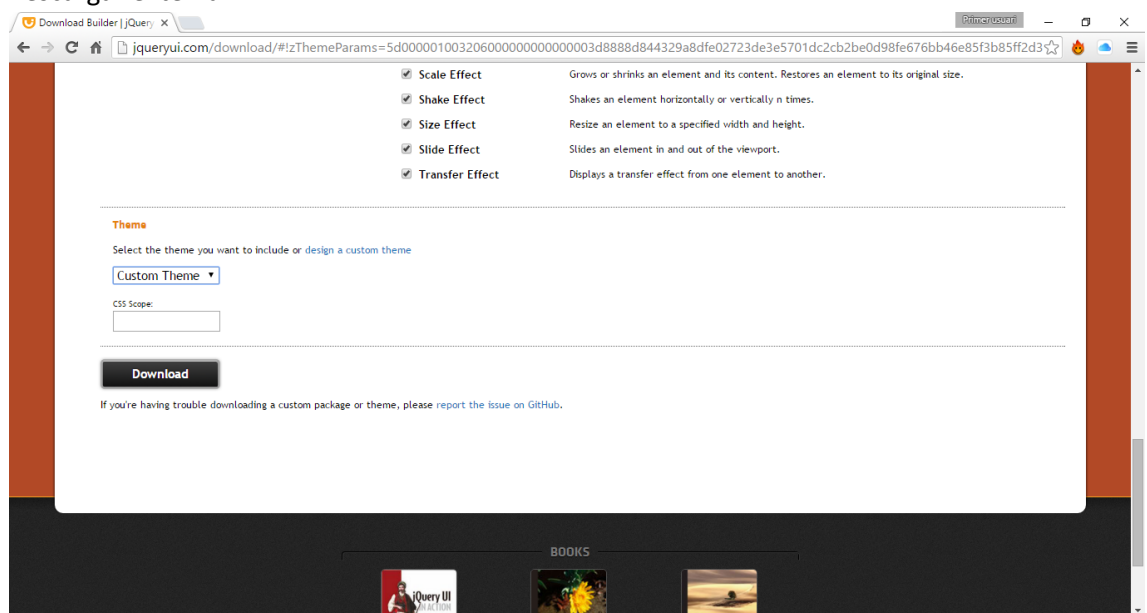 Download Builder | jQuery
Primer usuari
jqueryui.com/download/#!zThemeParams=5d00000100320600000000000000003d8888d844329a8dfe02723de3e5701dc2cb2be0d98fe676bb46e85f3b85ff2d3
Scale Effect Grows or shrinks an element and its content. Restores an element to its original size.
Shake Effect Shakes an element horizontally or vertically n times.
Size Effect Resize an element to a specified width and height.
Slide Effect Slides an element in and out of the viewport.
Transfer Effect Displays a transfer effect from one element to another.
Theme
Select the theme you want to include or design a custom theme
Custom Theme
CSS Scope:
Download
If you're having trouble downloading a custom package or theme, please report the issue on GitHub.
BOOKS
jQuery UI
IN ACTION